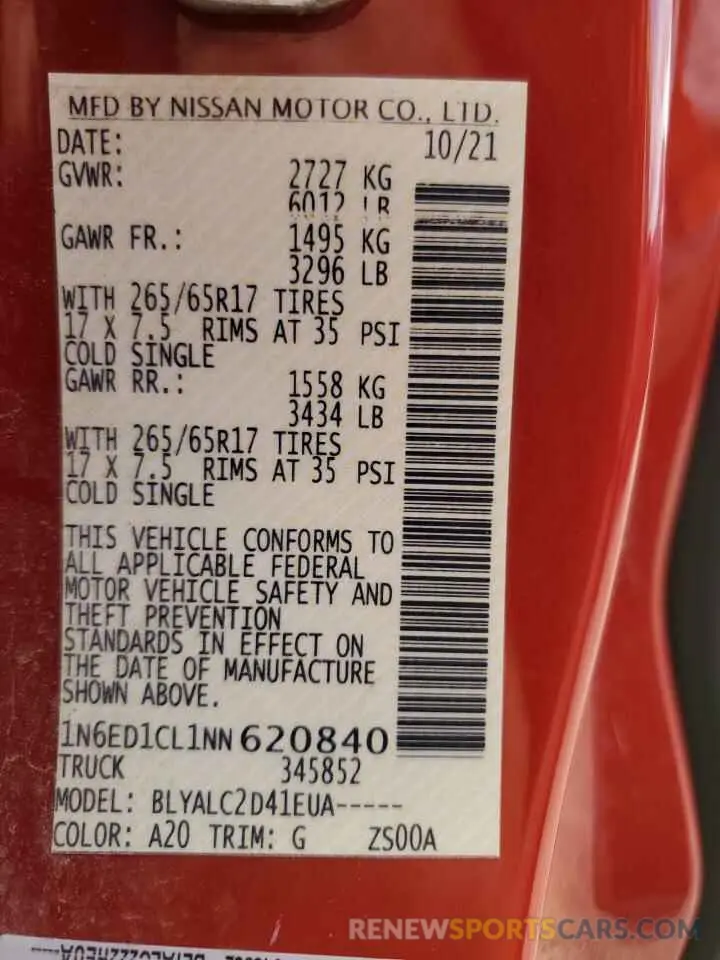 MFD BY NISSAN MOTOR CO., LTD.
DATE: 10/21
GVWR: 2727 KG
6012 LB
GAWR FR.: 1495 KG
3296 LB
WITH 265/65R17 TIRES
17 X 7.5 RIMS AT 35 PSI
COLD SINGLE
GAWR RR.: 1558 KG
3434 LB
WITH 265/65R17 TIRES
17 X 7.5 RIMS AT 35 PSI
COLD SINGLE
THIS VEHICLE CONFORMS TO
ALL APPLICABLE FEDERAL
MOTOR VEHICLE SAFETY AND
THEFT PREVENTION
STANDARDS IN EFFECT ON
THE DATE OF MANUFACTURE
SHOWN ABOVE.
1N6ED1CL1NN620840
TRUCK 345852
MODEL: BLYALC2D41EUA-----
COLOR: A20 TRIM: G ZS00A
RENEWSPORTSCARS.COM